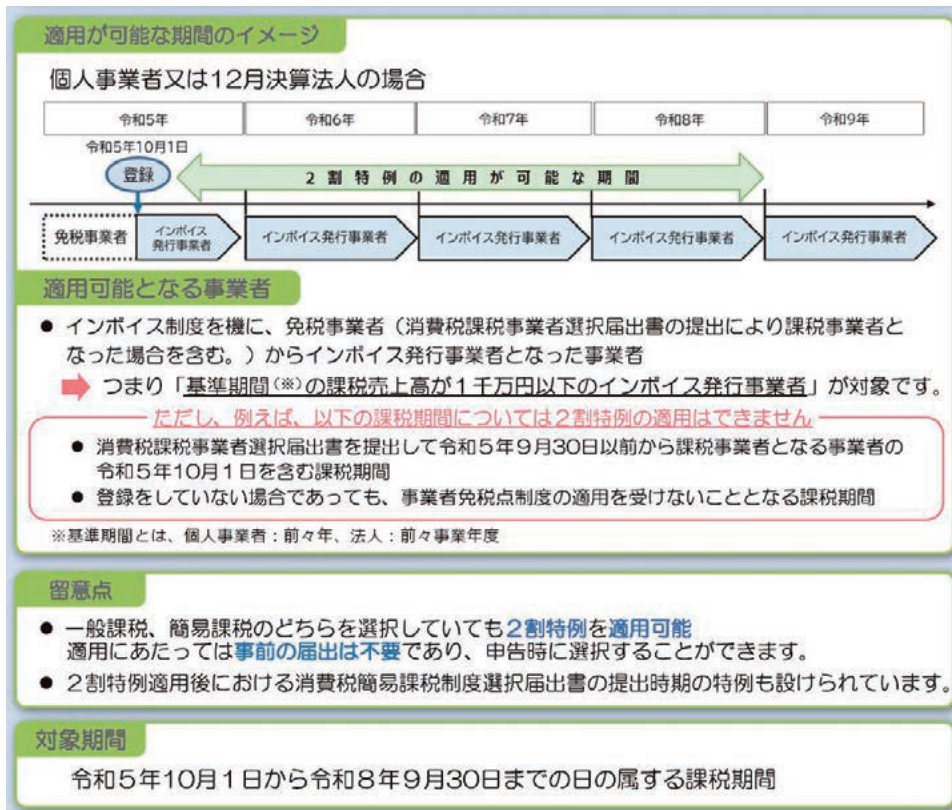 適用が可能な期間のイメージ
個人事業者又は12月決算法人の場合
令和5年 令和6年 令和7年 令和8年 令和9年
令和5年10月1日
登録
2割特例の適用が可能な期間
免税事業者
インボイス
発行事業者
インボイス発行事業者
インボイス発行事業者
インボイス発行事業者
インボイス発行事業者
適用可能となる事業者
● インボイス制度を機に、免税事業者（消費税課税事業者選択届出書の提出により課税事業者と
なった場合を含む。）からインボイス発行事業者となった事業者
つまり「基準期間(※)の課税売上高が１千万円以下のインボイス発行事業者」が対象です。
ただし、例えば、以下の課税期間については２割特例の適用はできません
● 消費税課税事業者選択届出書を提出して令和５年９月30日以前から課税事業者となる事業者の
令和５年10月１日を含む課税期間
● 登録をしていない場合であっても、事業者免税点制度の適用を受けないこととなる課税期間
※基準期間とは、個人事業者：前々年、法人：前々事業年度
留意点
● 一般課税、簡易課税のどちらを選択していても２割特例を適用可能
適用にあたっては事前の届出は不要であり、申告時に選択することができます。
● ２割特例適用後における消費税簡易課税制度選択届出書の提出時期の特例も設けられています。
対象期間
令和５年10月１日から令和８年９月30日までの日の属する課税期間